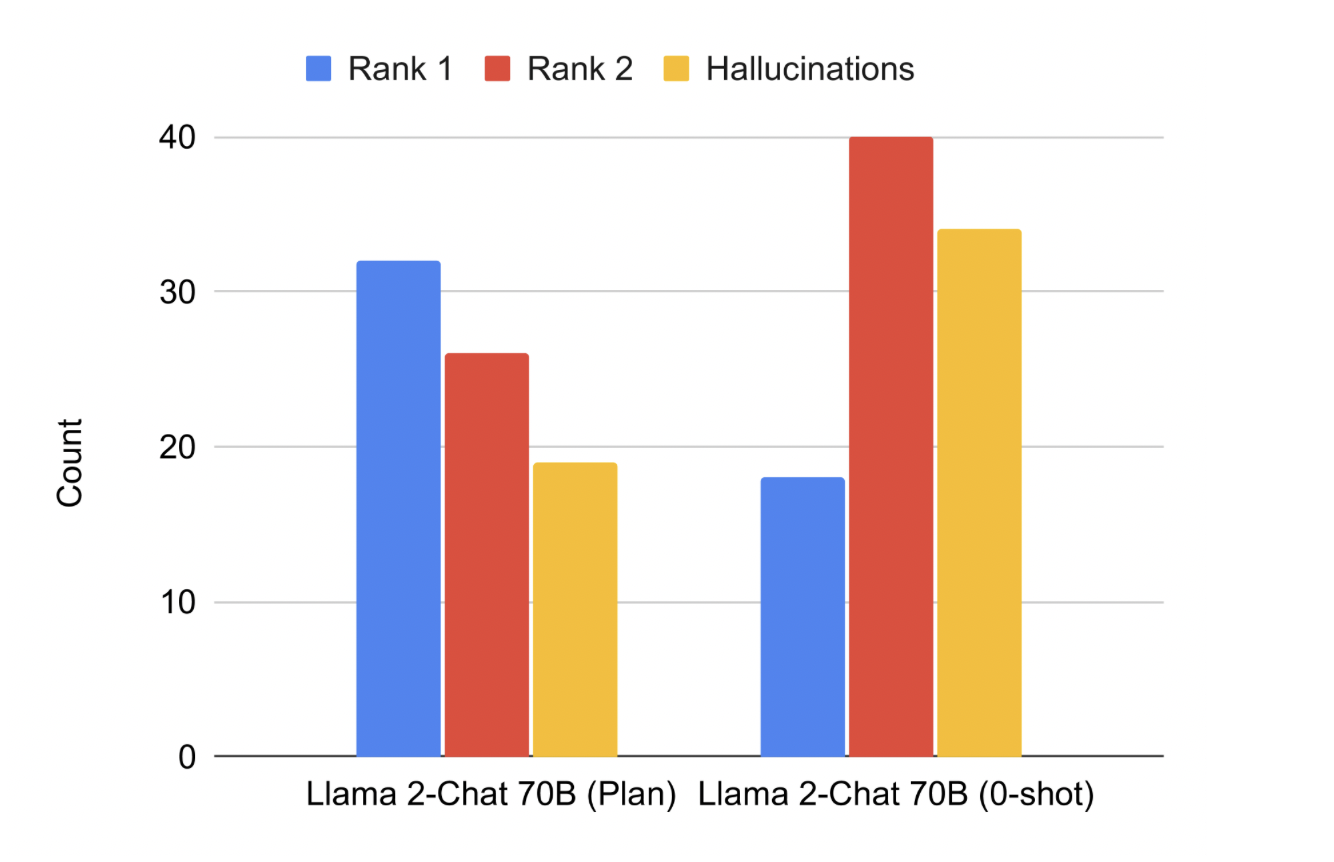 Rank 1 Rank 2 Hallucinations
40
30
20
10
0
Count
Llama 2-Chat 70B (Plan) Llama 2-Chat 70B (0-shot)